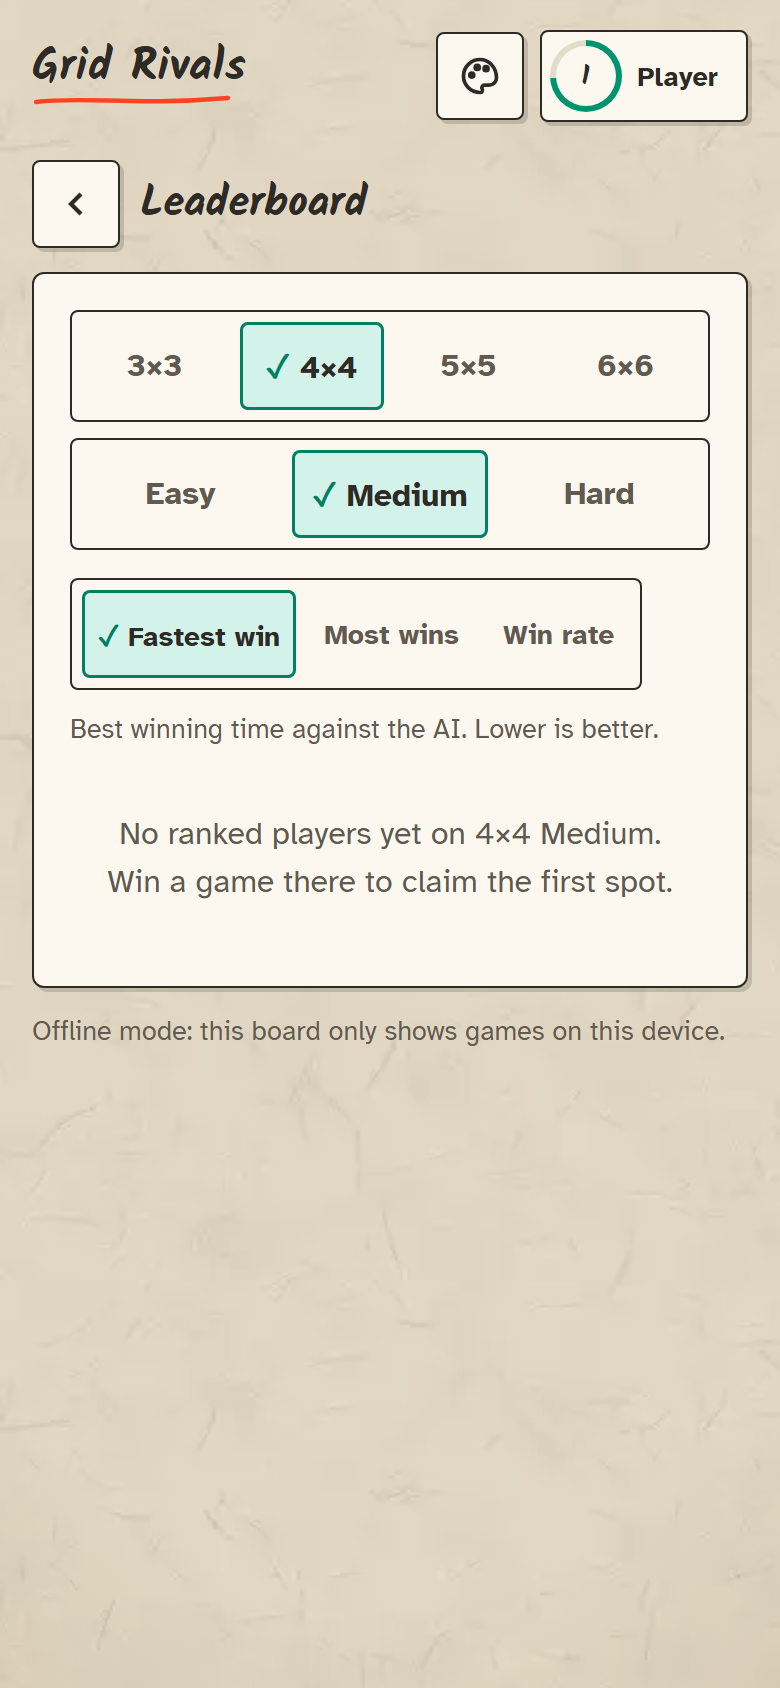 Grid Rivals
1
Player
Leaderboard
3×3
✓ 4×4
5×5
6×6
Easy
✓ Medium
Hard
✓ Fastest win
Most wins
Win rate
Best winning time against the AI. Lower is better.
No ranked players yet on 4×4 Medium.
Win a game there to claim the first spot.
Offline mode: this board only shows games on this device.